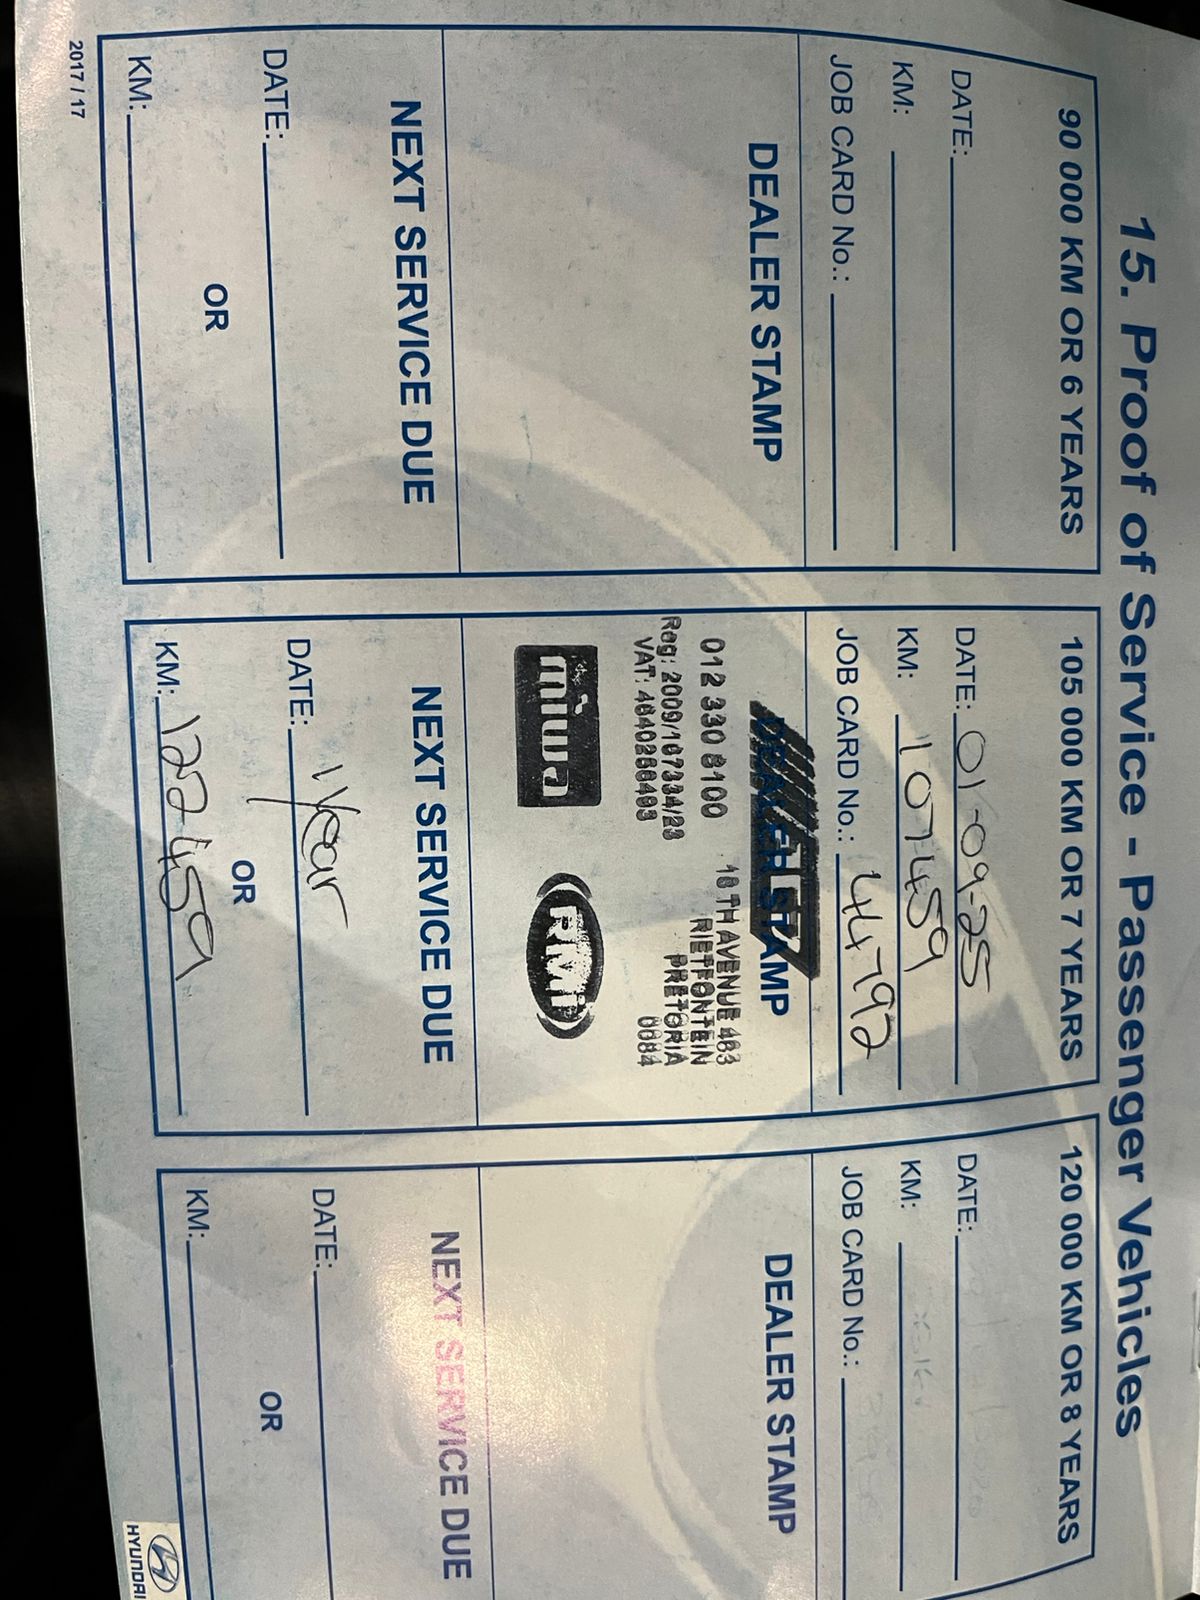 15. Proof of Service - Passenger Vehicles
90 000 KM OR 6 YEARS
DATE:
KM:
JOB CARD No.:
DEALER STAMP
NEXT SERVICE DUE
DATE:
OR
KM:
2017 / 17
105 000 KM OR 7 YEARS
DATE: 01-09-25
KM: 107459
JOB CARD No.: 44792
DEALER STAMP
18TH AVENUE 463
012 330 8100 RIETFONTEIN
Reg: 2009/167334/23 PRETORIA
VAT: 4640256493 0084
miwa RMI
NEXT SERVICE DUE
DATE: 1 Year
OR
KM: 122459
120 000 KM OR 8 YEARS
DATE:
KM:
JOB CARD No.:
DEALER STAMP
NEXT SERVICE DUE
DATE:
OR
KM:
HYUNDAI